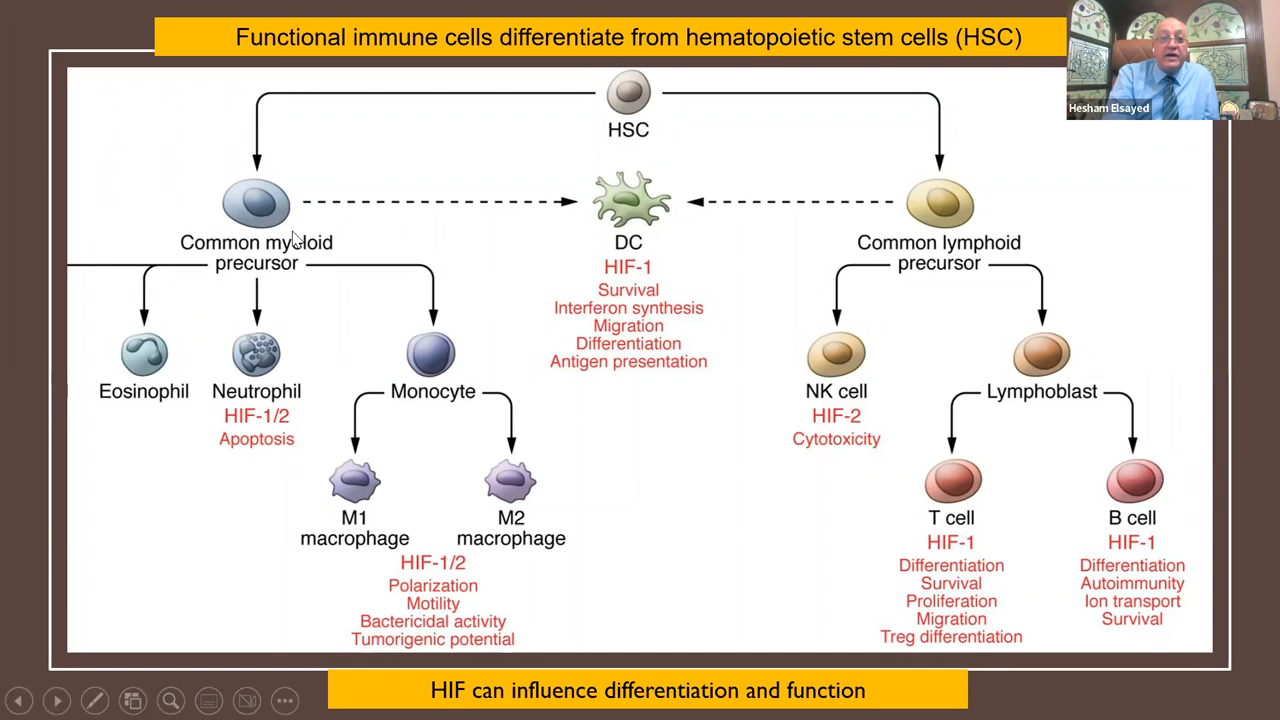 Functional immune cells differentiate from hematopoietic stem cells (HSC)
Hesham Elsayed
HSC
Common myeloid
precursor
DC
HIF-1
Survival
Interferon synthesis
Migration
Differentiation
Antigen presentation
Common lymphoid
precursor
Eosinophil
Neutrophil
HIF-1/2
Apoptosis
Monocyte
NK cell
HIF-2
Cytotoxicity
Lymphoblast
M1
macrophage
M2
macrophage
HIF-1/2
Polarization
Motility
Bactericidal activity
Tumorigenic potential
T cell
HIF-1
Differentiation
Survival
Proliferation
Migration
Treg differentiation
B cell
HIF-1
Differentiation
Autoimmunity
Ion transport
Survival
HIF can influence differentiation and function